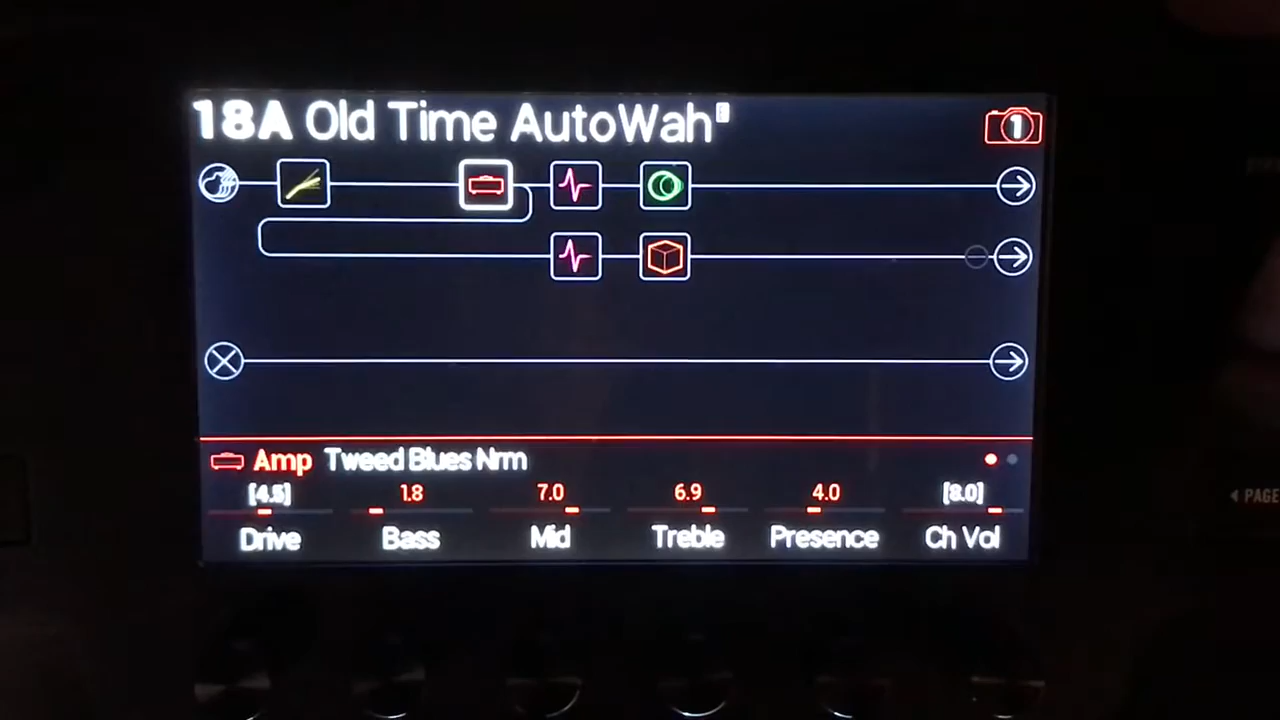 18A Old Time AutoWah
1
Amp Tweed Blues Nrm
[4.5] 1.8 7.0 6.9 4.0 [8.0]
Drive Bass Mid Treble Presence Ch Vol
PAGE